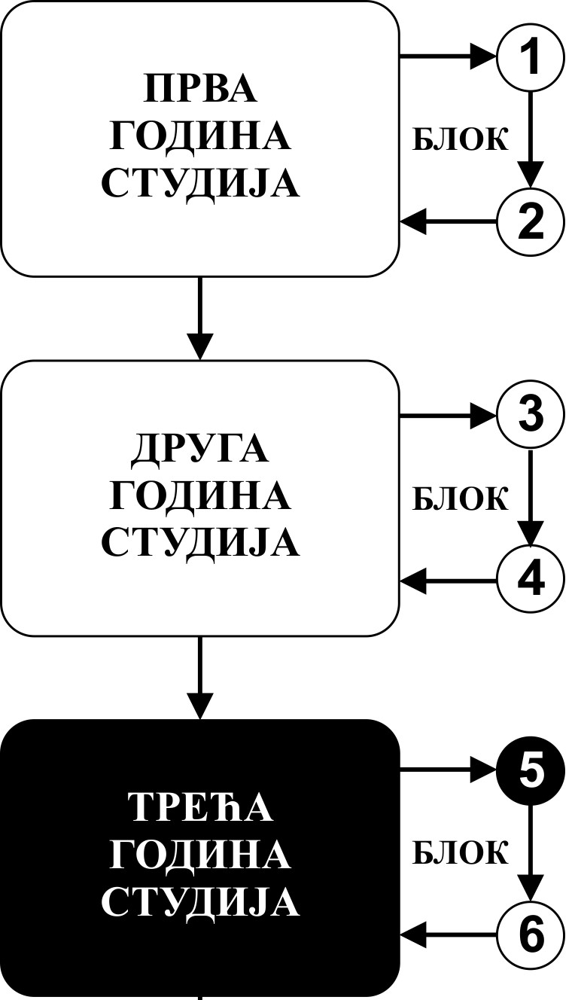 ПРВА
ГОДИНА
СТУДИЈА
1
БЛОК
2
ДРУГА
ГОДИНА
СТУДИЈА
3
БЛОК
4
ТРЕЋА
ГОДИНА
СТУДИЈА
5
БЛОК
6